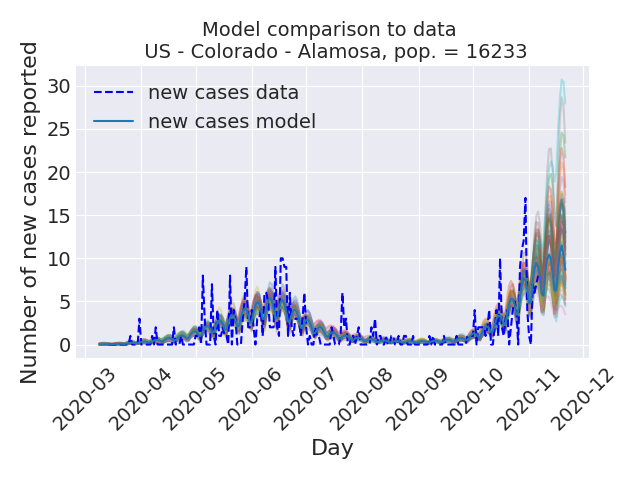 Model comparison to data
US - Colorado - Alamosa, pop. = 16233
Number of new cases reported
30
25
20
15
10
5
0
new cases data
new cases model
2020-03
2020-04
2020-05
2020-06
2020-07
2020-08
2020-09
2020-10
2020-11
2020-12
Day